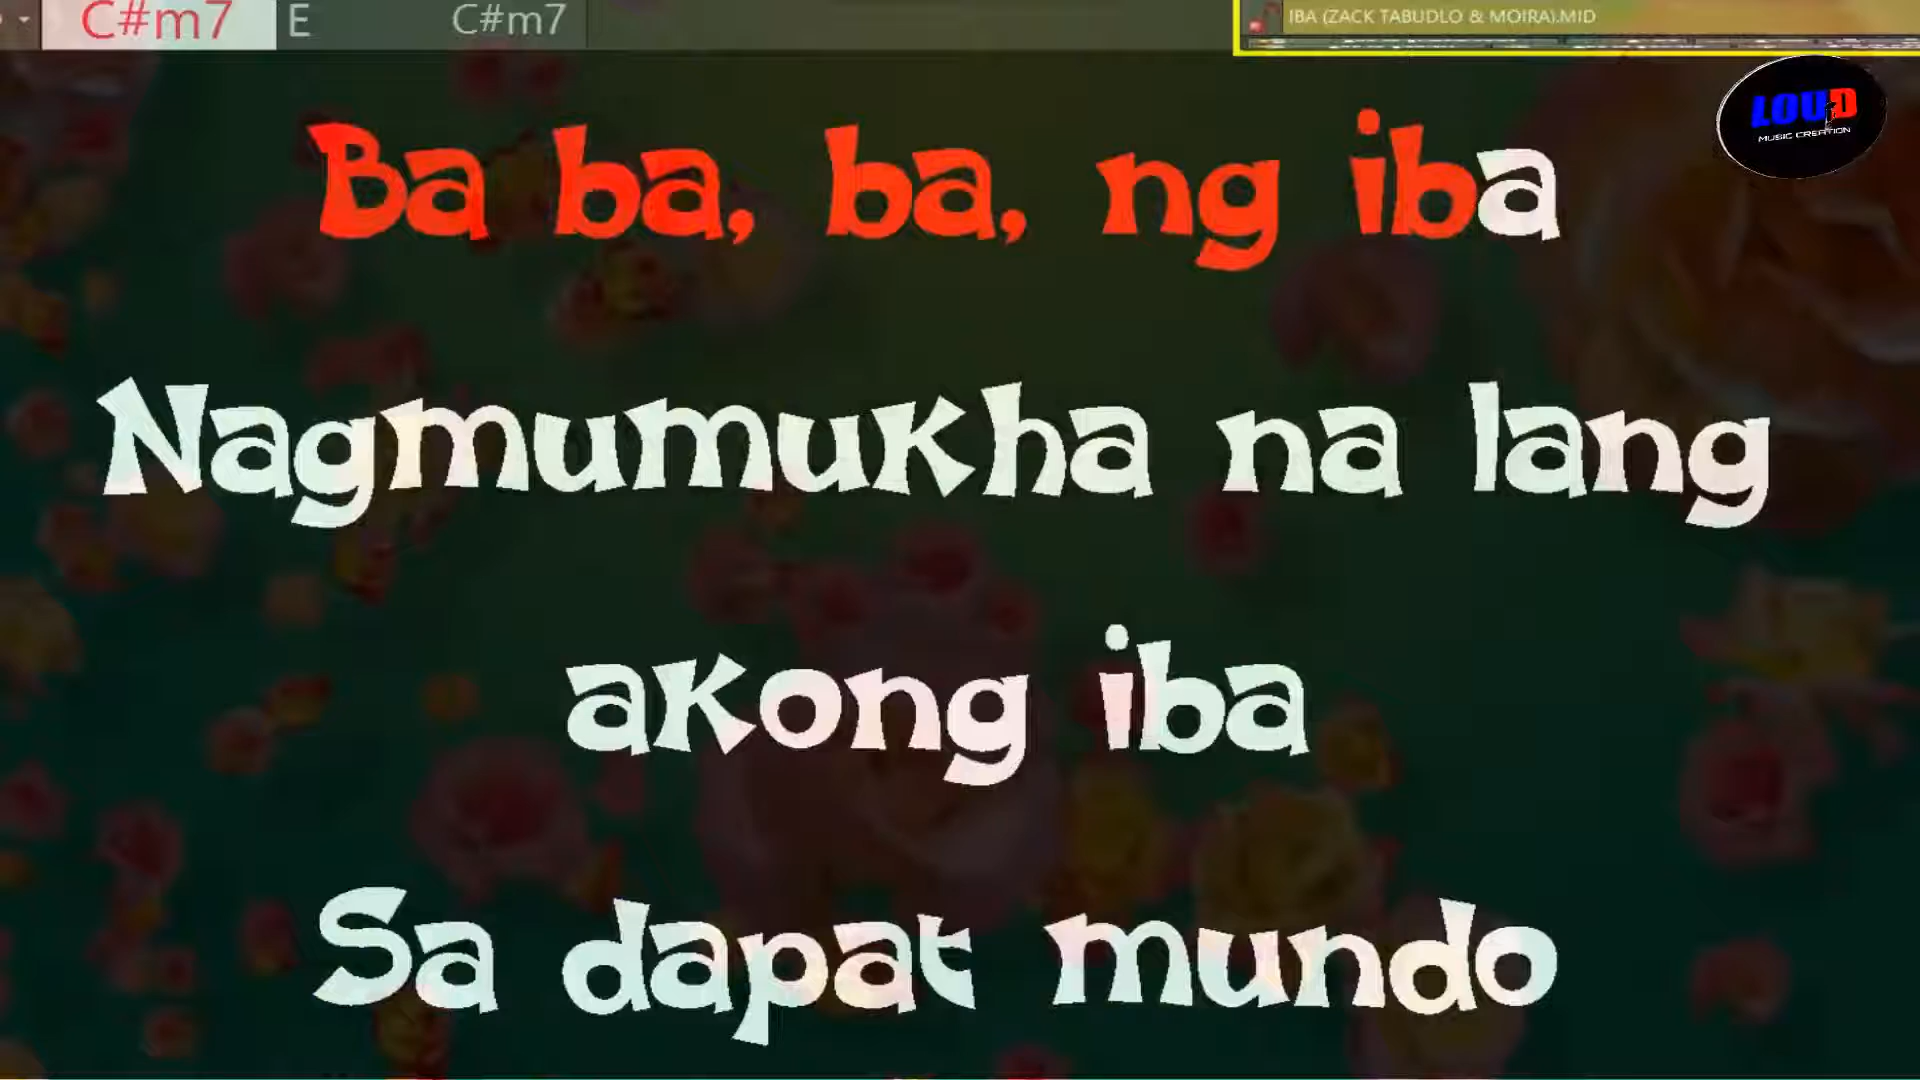 C#m7 E C#m7
IBA (ZACK TABUDLO & MOIRA).MID
LOUD
MUSIC CREATION
Ba ba, ba, ng iba
Nagmumukha na lang
akong iba
Sa dapat mundo